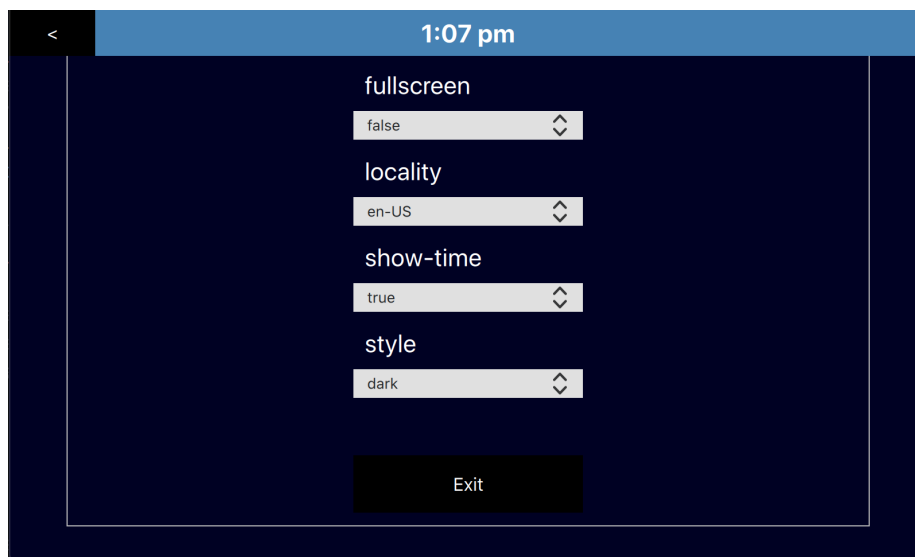 <
1:07 pm
fullscreen
false
locality
en-US
show-time
true
style
dark
Exit